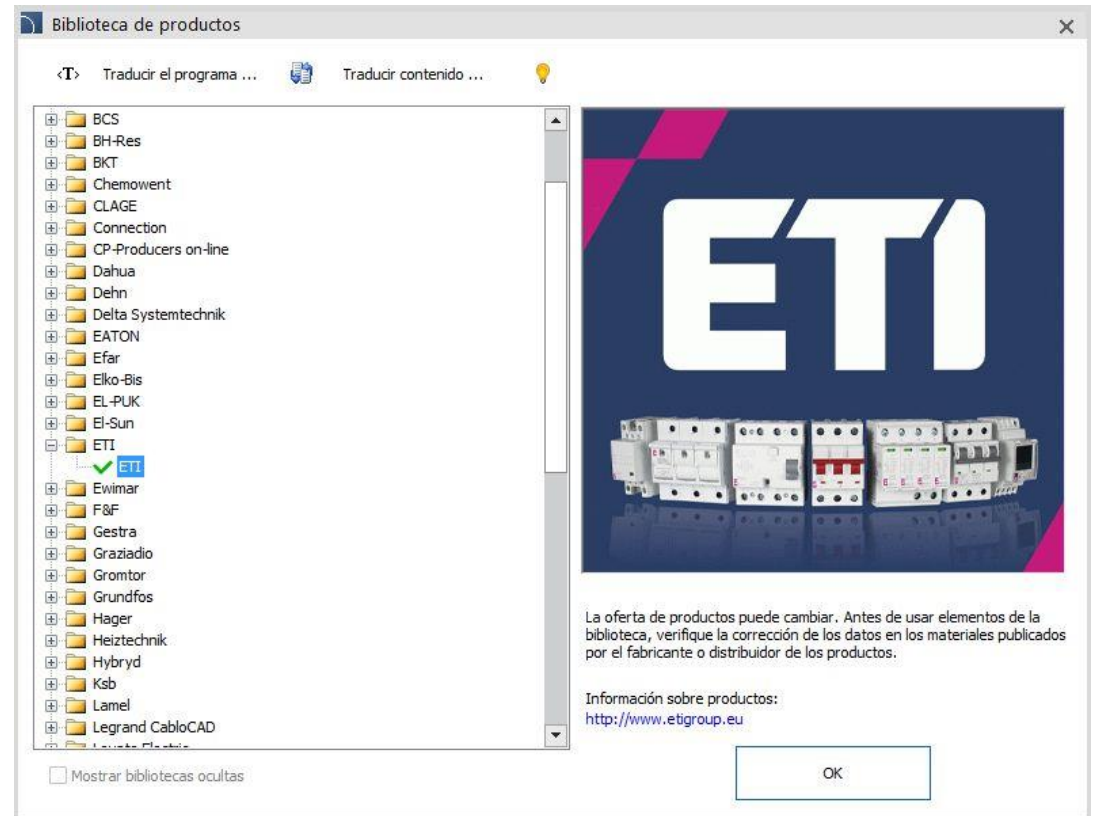 Biblioteca de productos
<T> Traducir el programa ... Traducir contenido ...
BCS
BH-Res
BKT
Chemowent
CLAGE
Connection
CP-Producers on-line
Dahua
Dehn
Delta Systemtechnik
EATON
Efar
Elko-Bis
EL-PUK
El-Sun
ETI
ETI
Ewimar
F&F
Gestra
Graziadio
Gromtor
Grundfos
Hager
Heiztechnik
Hybryd
Ksb
Lamel
Legrand CabloCAD
Mostrar bibliotecas ocultas
ETI
La oferta de productos puede cambiar. Antes de usar elementos de la
biblioteca, verifique la corrección de los datos en los materiales publicados
por el fabricante o distribuidor de los productos.
Información sobre productos:
http://www.etigroup.eu
OK